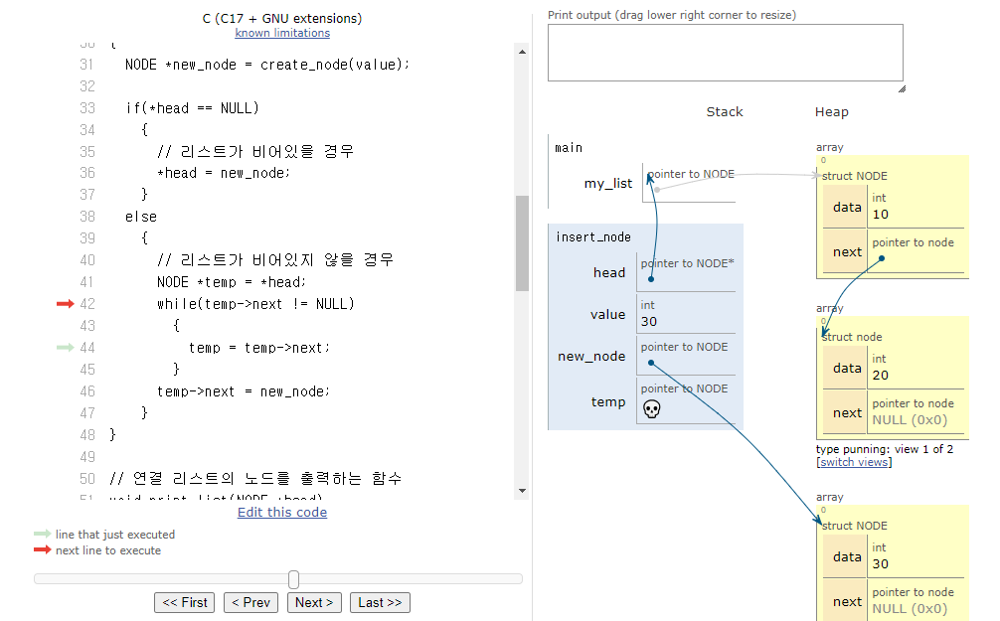 C (C17 + GNU extensions)
known limitations
30 {
31 NODE *new_node = create_node(value);
32
33 if(*head == NULL)
34 {
35 // 리스트가 비어있을 경우
36 *head = new_node;
37 }
38 else
39 {
40 // 리스트가 비어있지 않을 경우
41 NODE *temp = *head;
42 while(temp->next != NULL)
43 {
44 temp = temp->next;
45 }
46 temp->next = new_node;
47 }
48 }
49
50 // 연결 리스트의 노드를 출력하는 함수
51 void print_list(NODE *head)
Edit this code
line that just executed
next line to execute
<< First
< Prev
Next >
Last >>
Print output (drag lower right corner to resize)
Stack
Heap
main
my_list
pointer to NODE
insert_node
head
pointer to NODE*
value
int
30
new_node
pointer to NODE
temp
pointer to NODE
array
0
struct NODE
data
int
10
next
pointer to node
array
0
struct node
data
int
20
next
pointer to node
NULL (0x0)
type punning: view 1 of 2
[switch views]
array
0
struct NODE
data
int
30
next
pointer to node
NULL (0x0)